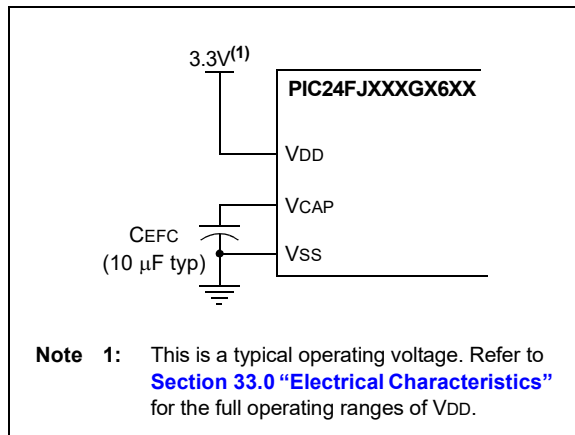 3.3V(1)
PIC24FJXXXGX6XX
VDD
VCAP
CEFC
(10 μF typ)
VSS
Note 1: This is a typical operating voltage. Refer to
Section 33.0 “Electrical Characteristics”
for the full operating ranges of VDD.